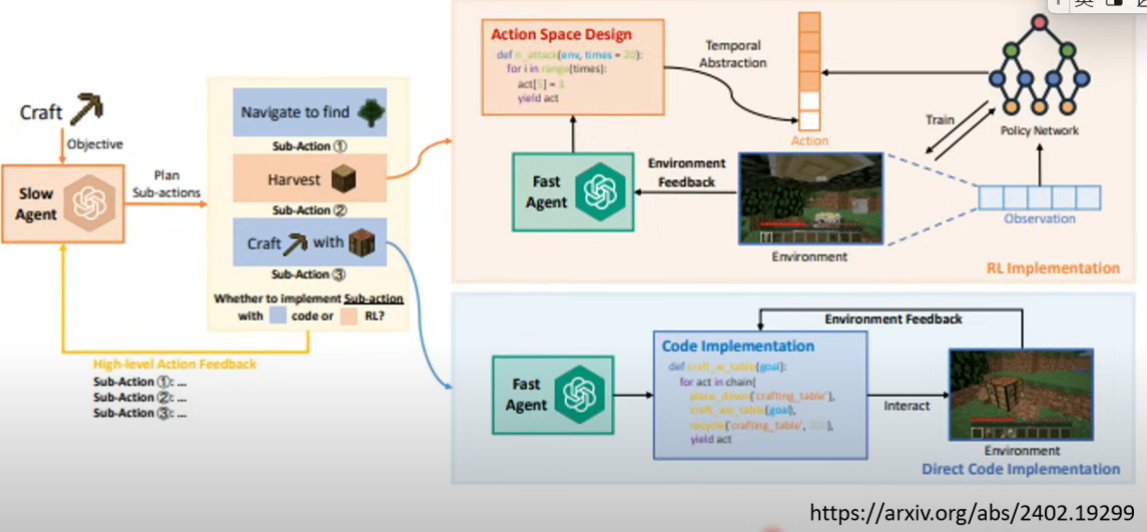 英
Craft
Objective
Slow
Agent
Plan
Sub-actions
Navigate to find
Sub-Action ①
Harvest
Sub-Action ②
Craft with
Sub-Action ③
Whether to implement Sub-action
with code or RL?
High-level Action Feedback
Sub-Action ①: ...
Sub-Action ②: ...
Sub-Action ③: ...
Action Space Design
def n_attack(env, times = 20):
for i in range(times):
act[5] = 3
yield act
Temporal
Abstraction
Action
Train
Policy Network
Fast
Agent
Environment
Feedback
Environment
Observation
RL Implementation
Fast
Agent
Code Implementation
def craft_w_table(goal):
for act in chain(
place_down('crafting_table'),
craft_wo_table(goal),
recycle('crafting_table',
yield act
Environment Feedback
Interact
Environment
Direct Code Implementation
https://arxiv.org/abs/2402.19299